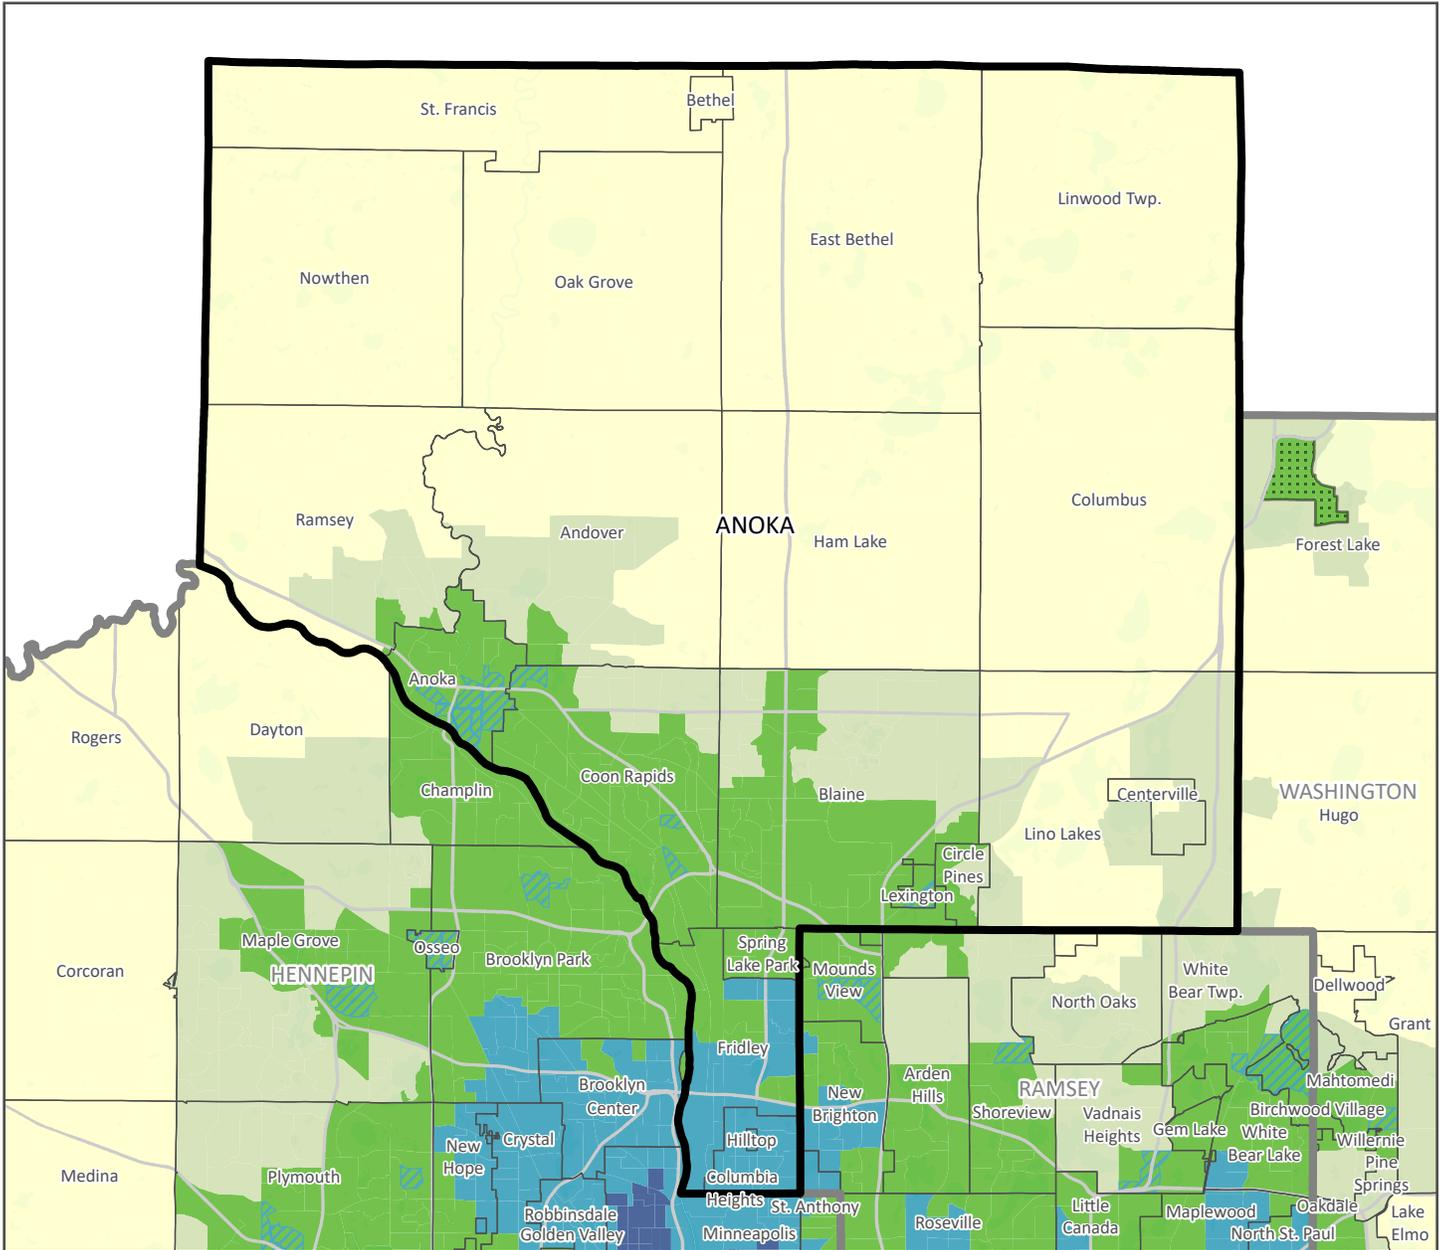 St. Francis
Bethel
Linwood Twp.
East Bethel
Nowthen
Oak Grove
Columbus
Ramsey
Andover
ANOKA
Ham Lake
Forest Lake
Anoka
Rogers
Dayton
Coon Rapids
Champlin
Blaine
Centerville
WASHINGTON
Hugo
Lino Lakes
Circle
Pines
Lexington
Maple Grove
Osseo
Spring
Lake Park
Brooklyn Park
Corcoran
HENNEPIN
Mounds
View
White
Bear Twp.
Dellwood
North Oaks
Grant
Fridley
Arden
Hills
RAMSEY
Mahtomedi
Brooklyn
Center
New
Brighton
Shoreview
Vadnais
Heights
Birchwood Village
Gem Lake
White
Bear Lake
Willernie
Crystal
Hilltop
New
Hope
Pine
Springs
Medina
Plymouth
Columbia
Heights
St. Anthony
Robbinsdale
Golden Valley
Minneapolis
Roseville
Little
Canada
Maplewood
Oakdale
North St. Paul
Lake
Elmo